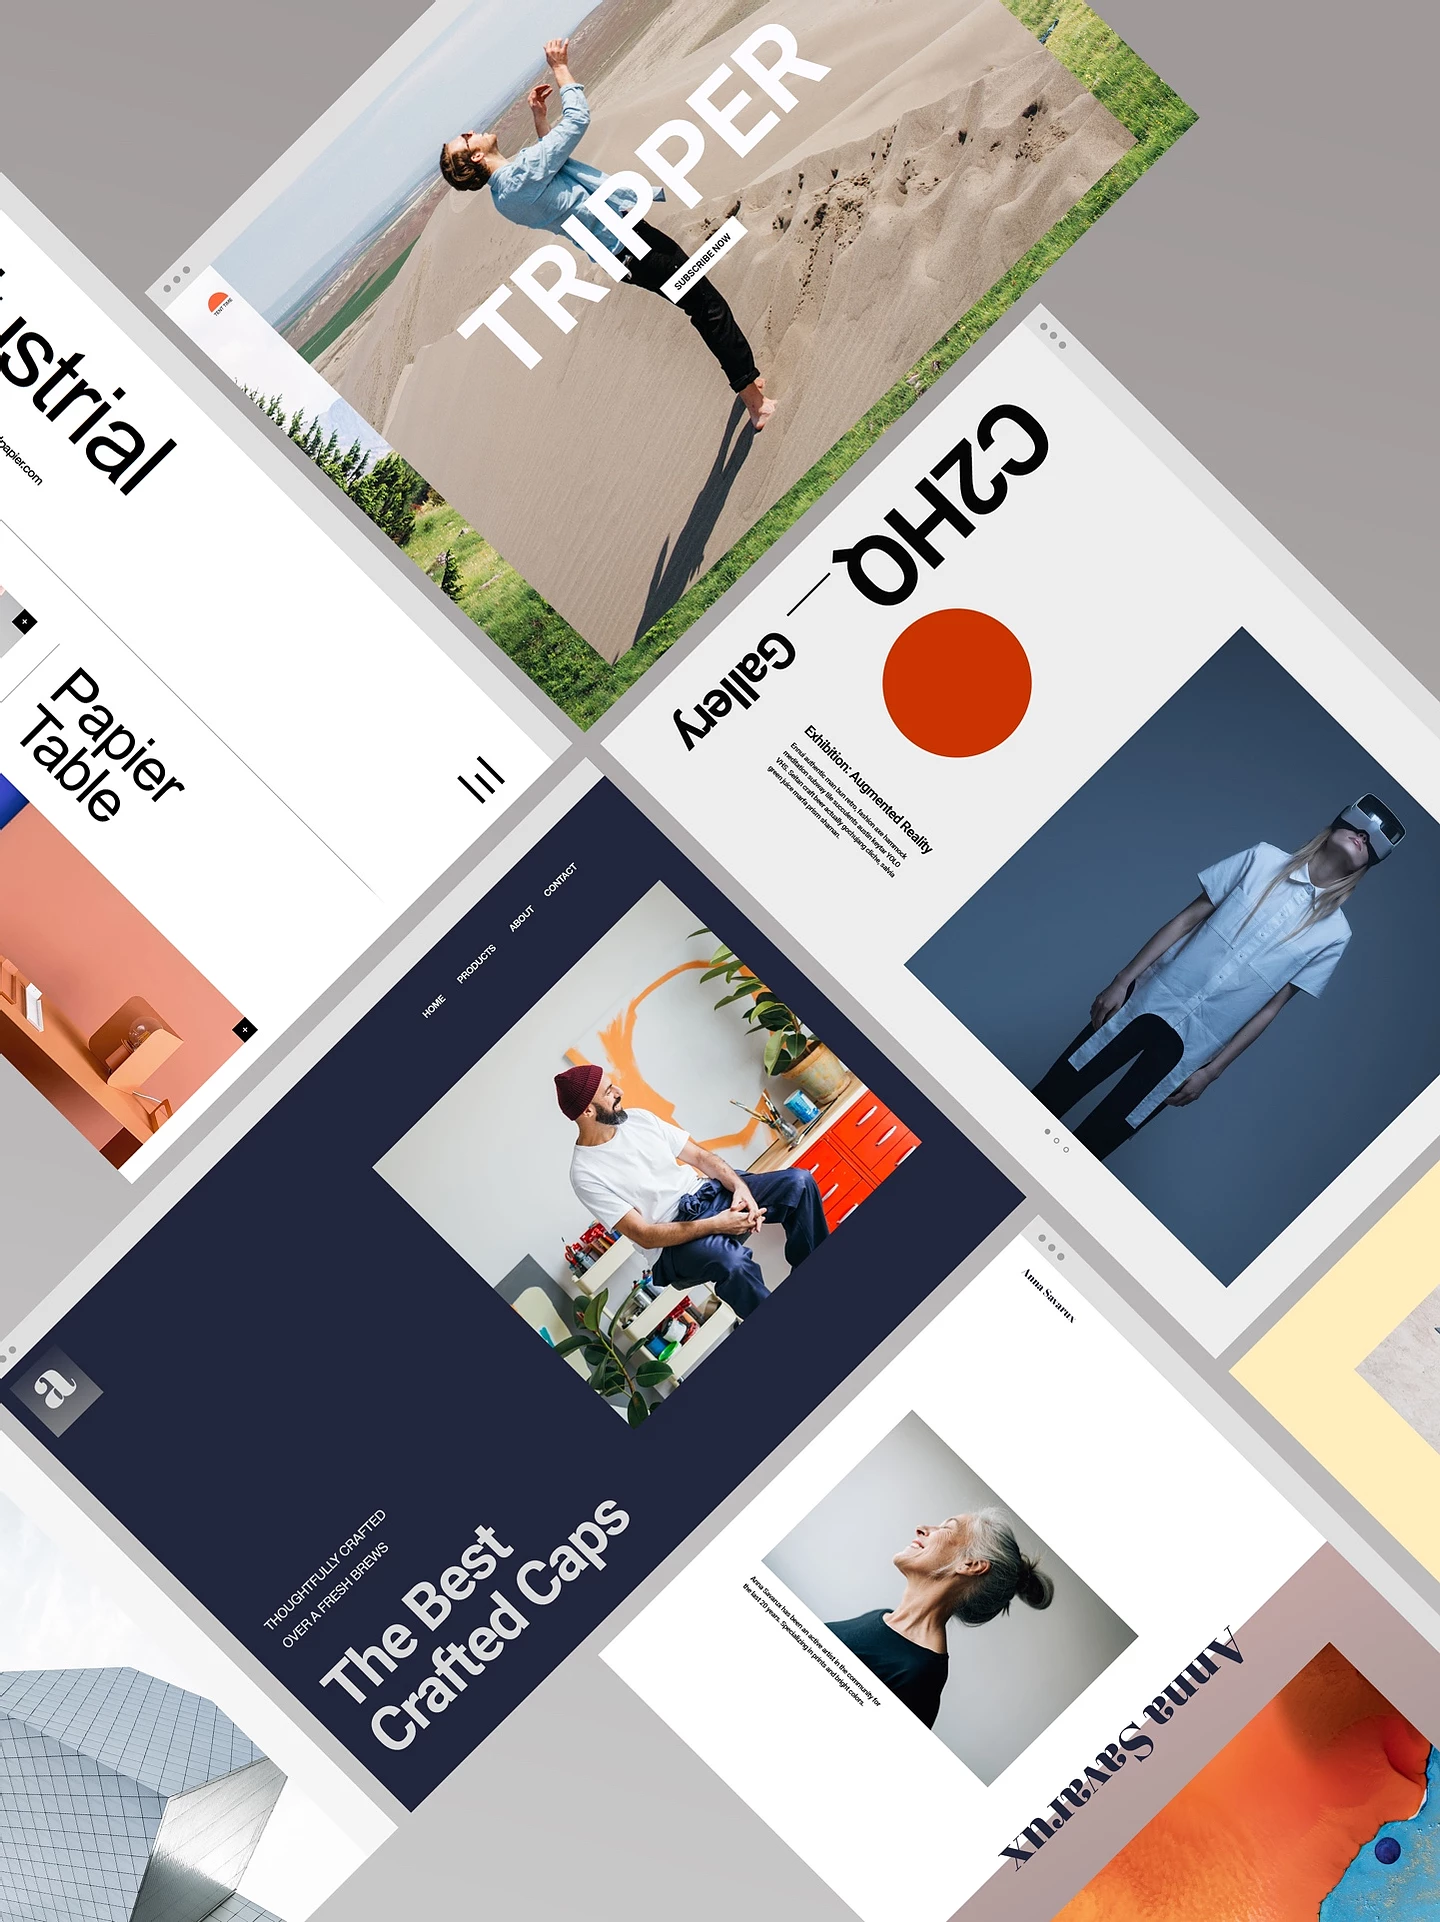 TRIPPER
SUBSCRIBE NOW
TENT TIME
ustrial
papier.com
Papier
Table
C2HQ
Gallery
Exhibition: Augmented Reality
Ennui authentic man bun retro, fashion axe hammock
meditation subway tile succulents austin keytar YOLO
VHS. Seitan craft beer actually gochujang cliche, salvia
green juice marfa prism shaman.
HOME
PRODUCTS
ABOUT
CONTACT
a
THOUGHTFULLY CRAFTED
OVER A FRESH BREWS
The Best
Crafted Caps
Anna Savarux
Anna Savarux has been an active artist in the community for
the last 20 years. Specializing in prints and bright colors.
Anna Savarux